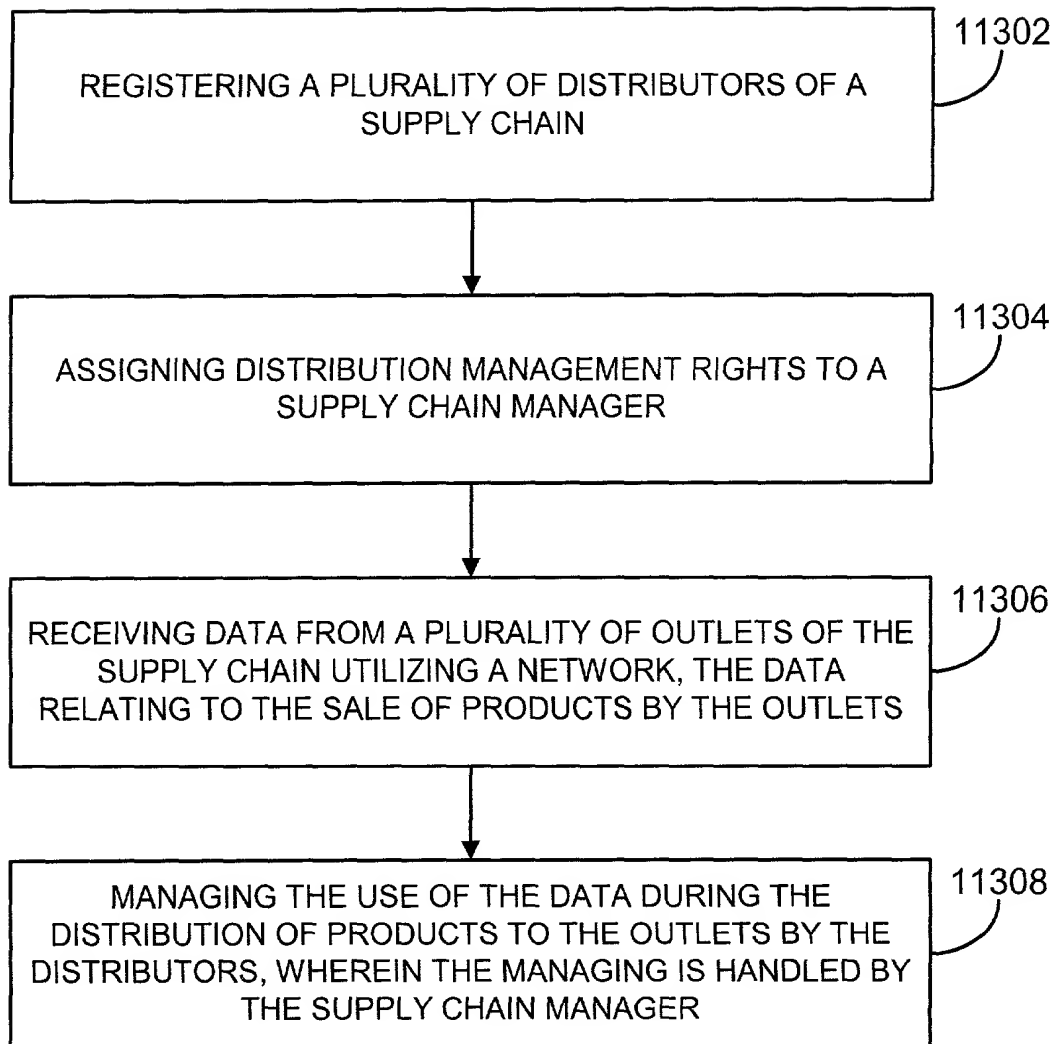 11302
REGISTERING A PLURALITY OF DISTRIBUTORS OF A
SUPPLY CHAIN
11304
ASSIGNING DISTRIBUTION MANAGEMENT RIGHTS TO A
SUPPLY CHAIN MANAGER
11306
RECEIVING DATA FROM A PLURALITY OF OUTLETS OF THE
SUPPLY CHAIN UTILIZING A NETWORK, THE DATA
RELATING TO THE SALE OF PRODUCTS BY THE OUTLETS
11308
MANAGING THE USE OF THE DATA DURING THE
DISTRIBUTION OF PRODUCTS TO THE OUTLETS BY THE
DISTRIBUTORS, WHEREIN THE MANAGING IS HANDLED BY
THE SUPPLY CHAIN MANAGER